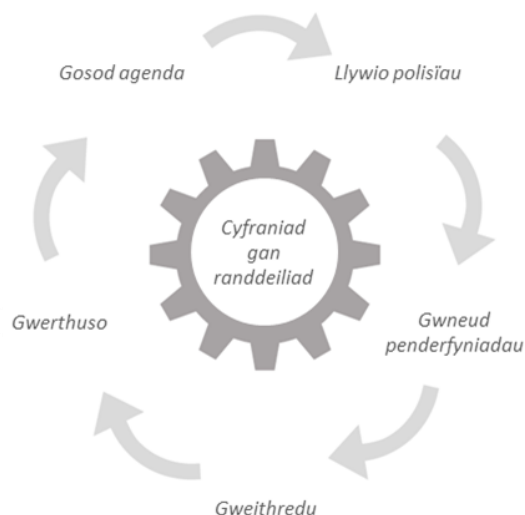 Gosod agenda
Llywio polisïau
Cyfraniad
gan
randdeiliad
Gwneud
penderfyniadau
Gwerthuso
Gweithredu